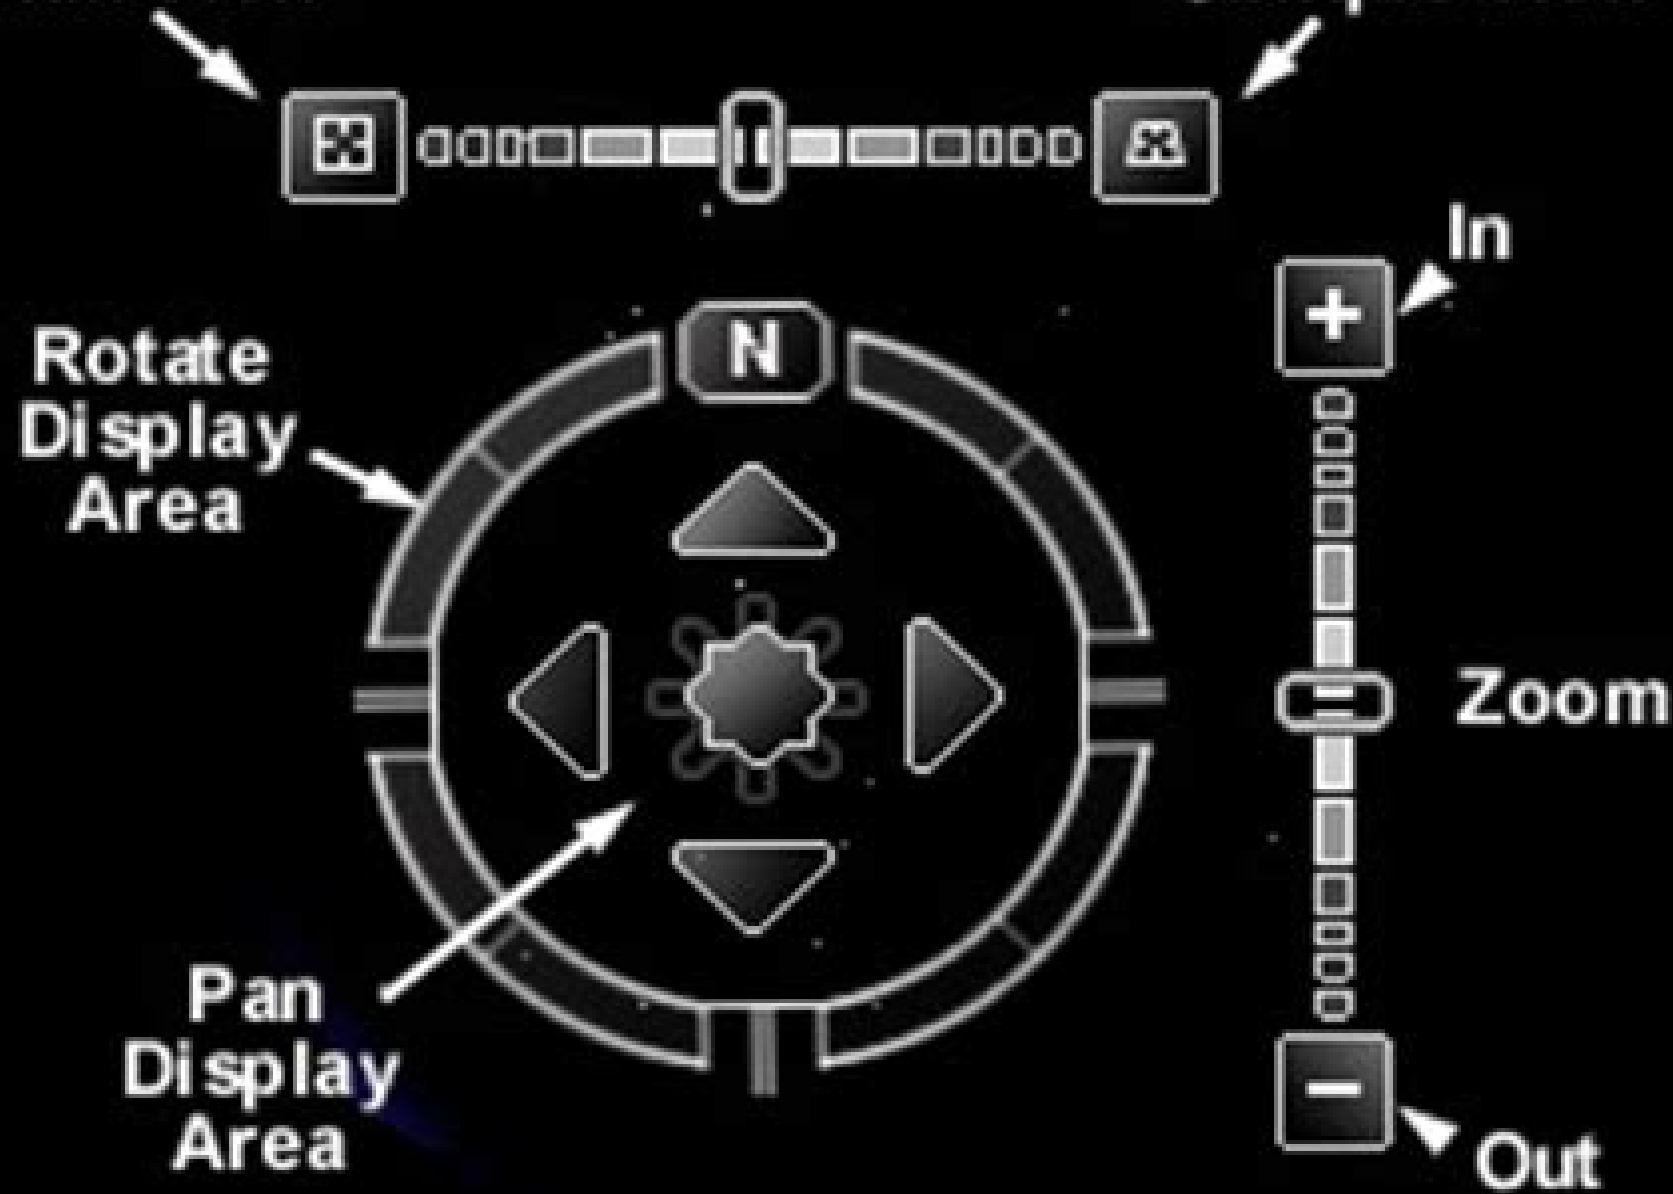 In
N
+
Rotate
Display
Area
Zoom
Pan
Display
Area
−
Out